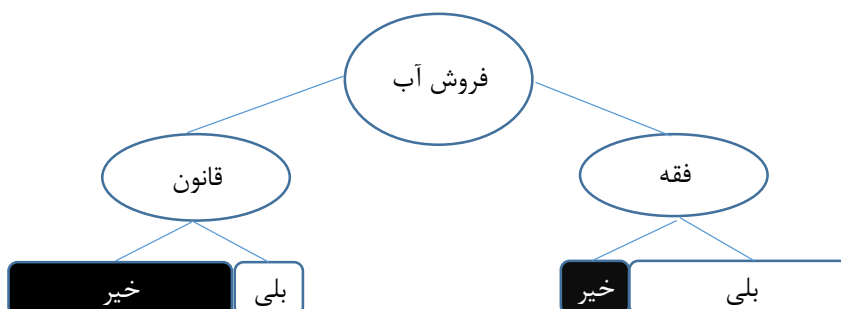 فروش آب
فقه
قانون
بلی
خیر
بلی
خیر